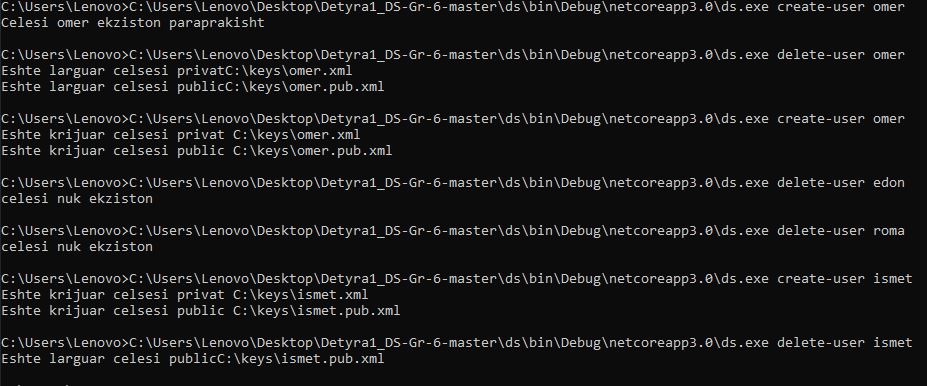 C:\Users\Lenovo>C:\Users\Lenovo\Desktop\Detyra1_DS-Gr-6-master\ds\bin\Debug\netcoreapp3.0\ds.exe create-user omer
Celesi omer ekziston paraprakisht
C:\Users\Lenovo>C:\Users\Lenovo\Desktop\Detyra1_DS-Gr-6-master\ds\bin\Debug\netcoreapp3.0\ds.exe delete-user omer
Eshte larguar celsesi privatC:\keys\omer.xml
Eshte larguar celsesi publicC:\keys\omer.pub.xml
C:\Users\Lenovo>C:\Users\Lenovo\Desktop\Detyra1_DS-Gr-6-master\ds\bin\Debug\netcoreapp3.0\ds.exe create-user omer
Eshte krijuar celsesi privat C:\keys\omer.xml
Eshte krijuar celsesi public C:\keys\omer.pub.xml
C:\Users\Lenovo>C:\Users\Lenovo\Desktop\Detyra1_DS-Gr-6-master\ds\bin\Debug\netcoreapp3.0\ds.exe delete-user edon
celesi nuk ekziston
C:\Users\Lenovo>C:\Users\Lenovo\Desktop\Detyra1_DS-Gr-6-master\ds\bin\Debug\netcoreapp3.0\ds.exe delete-user roma
celesi nuk ekziston
C:\Users\Lenovo>C:\Users\Lenovo\Desktop\Detyra1_DS-Gr-6-master\ds\bin\Debug\netcoreapp3.0\ds.exe create-user ismet
Eshte krijuar celsesi privat C:\keys\ismet.xml
Eshte krijuar celsesi public C:\keys\ismet.pub.xml
C:\Users\Lenovo>C:\Users\Lenovo\Desktop\Detyra1_DS-Gr-6-master\ds\bin\Debug\netcoreapp3.0\ds.exe delete-user ismet
Eshte larguar celesi publicC:\keys\ismet.pub.xml